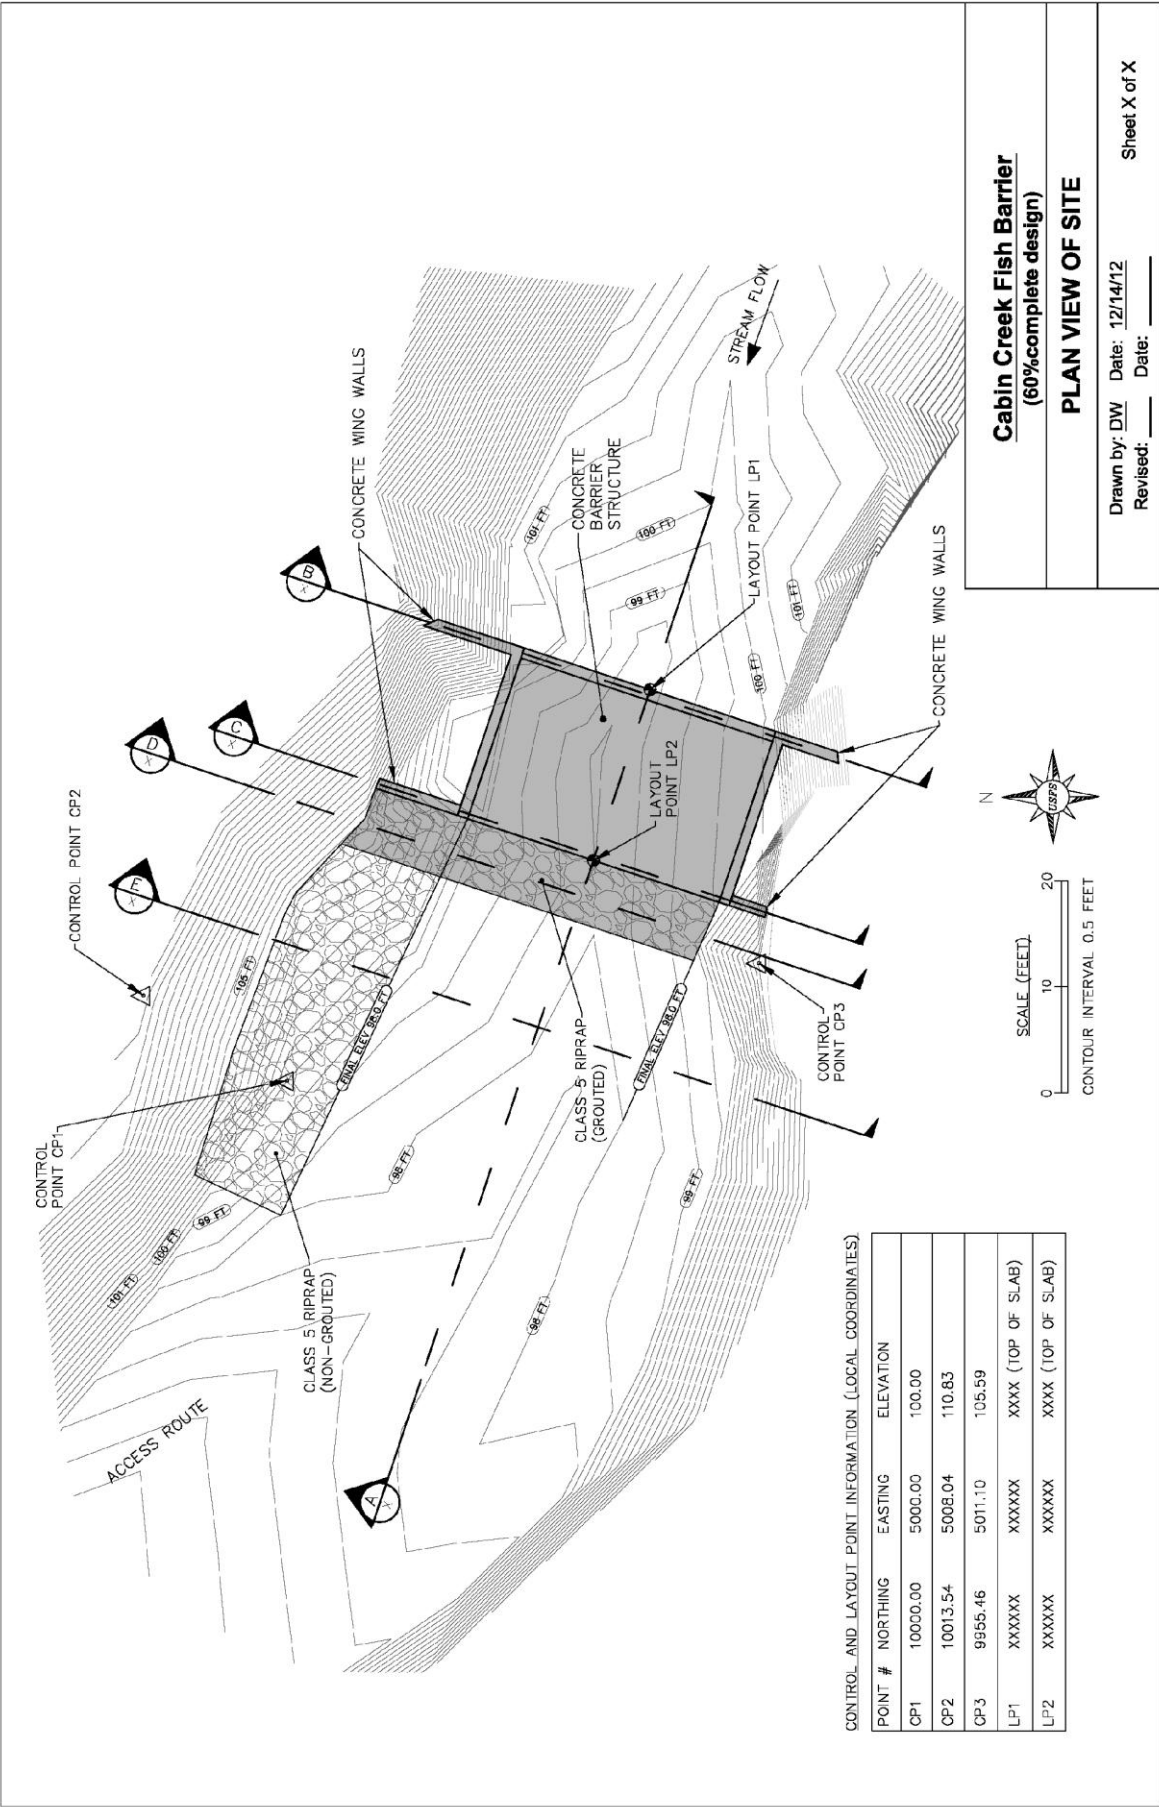 CONTROL POINT CP2
CONTROL
POINT CP1
ACCESS ROUTE
CLASS 5 RIPRAP
(NON-GROUTED)
101 FT
100 FT
99 FT
105 FT
E
X
D
X
C
X
B
X
A
X
CONCRETE WING WALLS
CONCRETE
BARRIER
STRUCTURE
101 FT
100 FT
99 FT
STREAM FLOW
LAYOUT POINT LP1
LAYOUT
POINT LP2
101 FT
100 FT
FINAL ELEV 98.0 FT
FINAL ELEV 98.0 FT
98 FT
98 FT
99 FT
CLASS 5 RIPRAP
(GROUTED)
CONTROL
POINT CP3
CONCRETE WING WALLS
CONTROL AND LAYOUT POINT INFORMATION (LOCAL COORDINATES)
POINT # NORTHING EASTING ELEVATION
CP1 10000.00 5000.00 100.00
CP2 10013.54 5008.04 110.83
CP3 9955.46 5011.10 105.59
LP1 XXXXXX XXXXXX XXXX (TOP OF SLAB)
LP2 XXXXXX XXXXXX XXXX (TOP OF SLAB)
SCALE (FEET)
0 10 20
CONTOUR INTERVAL 0.5 FEET
N
USFS
Cabin Creek Fish Barrier
(60%complete design)
PLAN VIEW OF SITE
Drawn by: DW Date: 12/14/12
Revised: ____ Date: ____
Sheet X of X